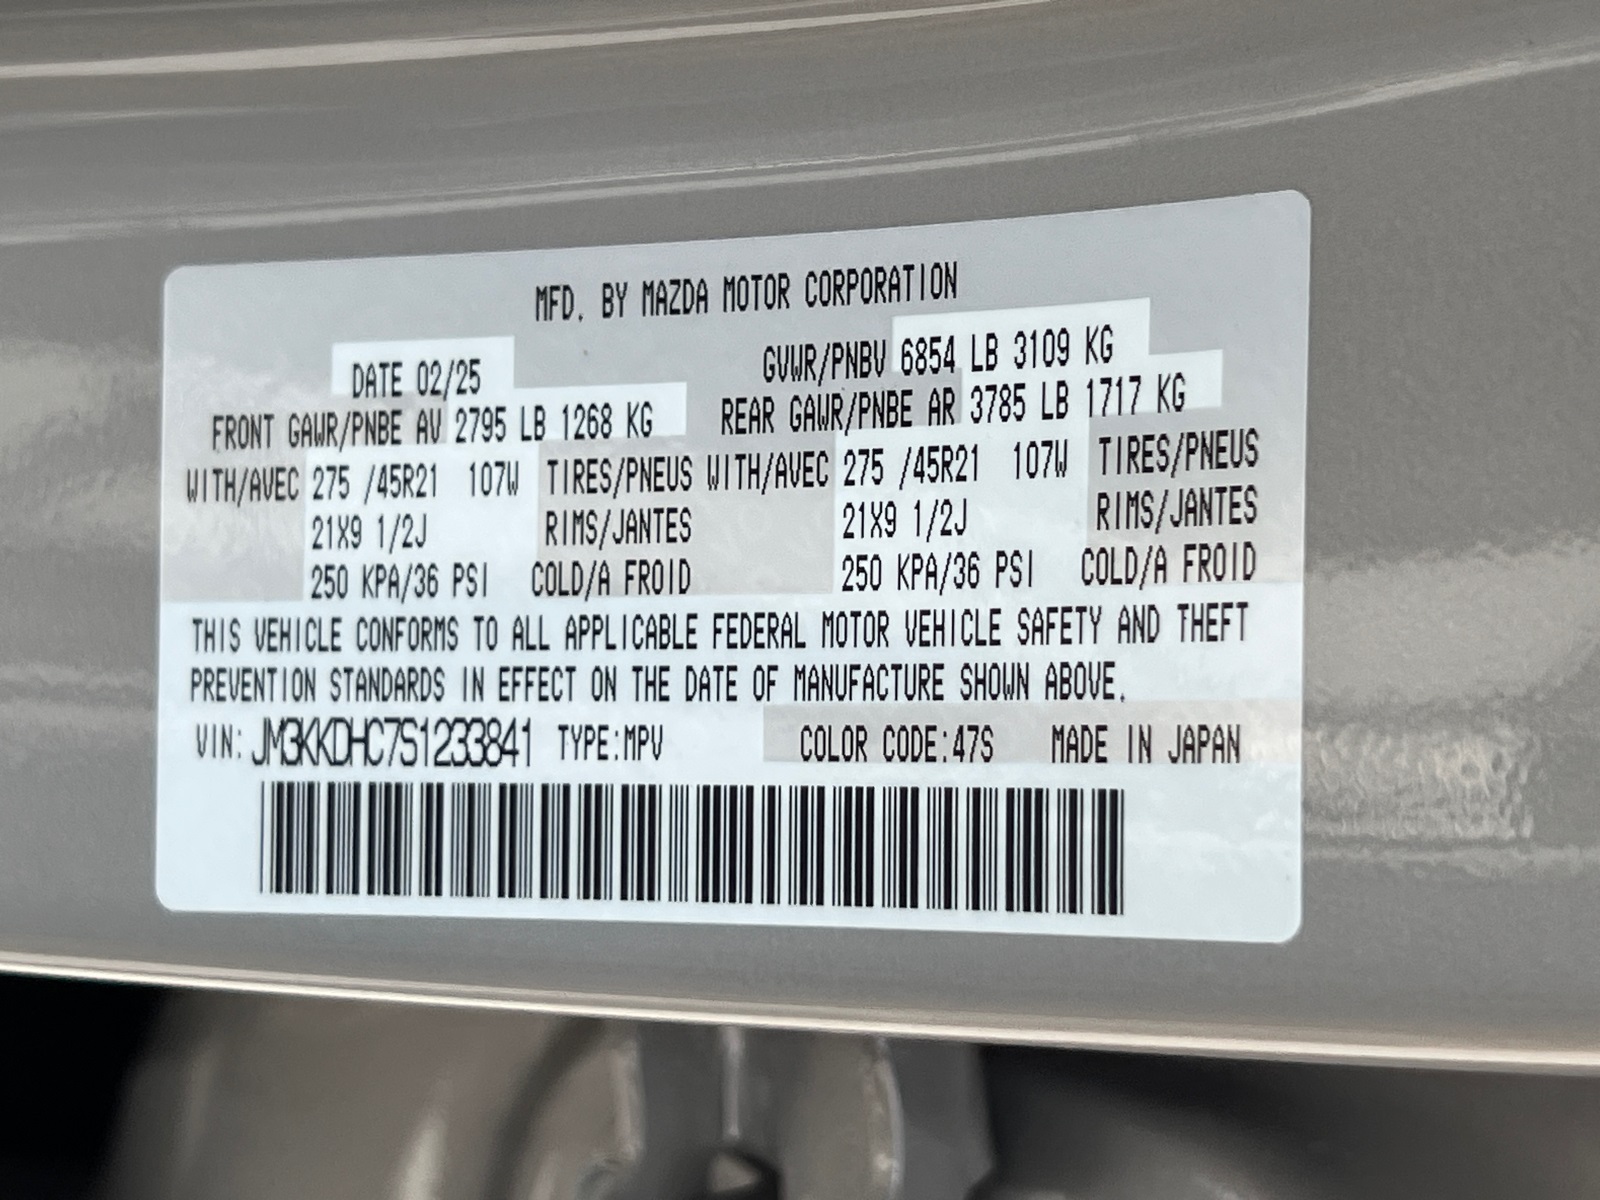 MFD. BY MAZDA MOTOR CORPORATION
DATE 02/25 GVWR/PNBV 6854 LB 3109 KG
FRONT GAWR/PNBE AV 2795 LB 1268 KG REAR GAWR/PNBE AR 3785 LB 1717 KG
WITH/AVEC 275 /45R21 107W TIRES/PNEUS WITH/AVEC 275 /45R21 107W TIRES/PNEUS
21X9 1/2J RIMS/JANTES 21X9 1/2J RIMS/JANTES
250 KPA/36 PSI COLD/A FROID 250 KPA/36 PSI COLD/A FROID
THIS VEHICLE CONFORMS TO ALL APPLICABLE FEDERAL MOTOR VEHICLE SAFETY AND THEFT
PREVENTION STANDARDS IN EFFECT ON THE DATE OF MANUFACTURE SHOWN ABOVE.
VIN: JM3KKDHC7S1233841 TYPE:MPV COLOR CODE:47S MADE IN JAPAN